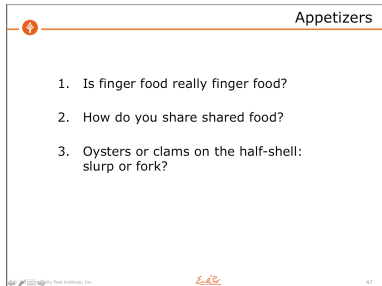 Appetizers
1. Is finger food really finger food?
2. How do you share shared food?
3. Oysters or clams on the half-shell:
slurp or fork?
Post Institute, Inc.
47